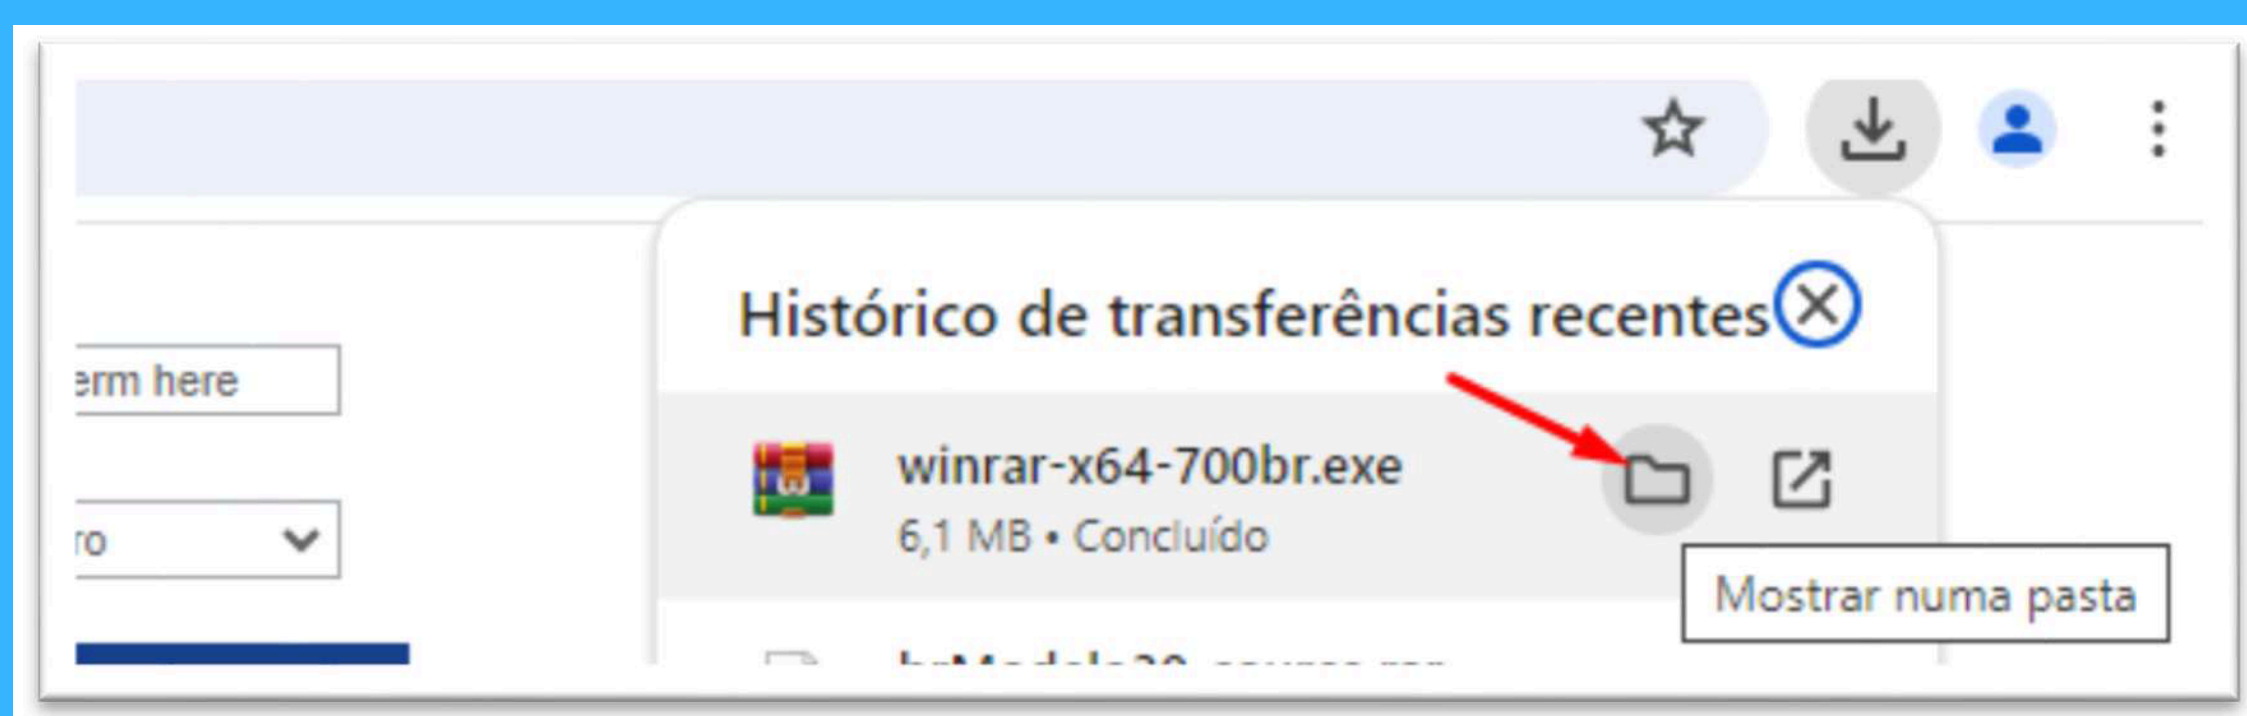 Histórico de transferências recentes
erm here
winrar-x64-700br.exe
6,1 MB • Concluído
ro
Mostrar numa pasta